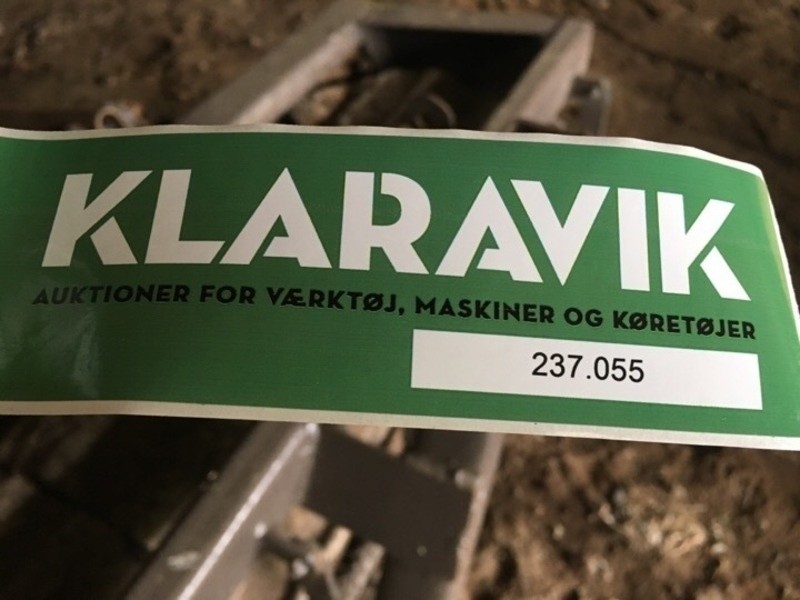 KLARAVIK
AUKTIONER FOR VÆRKTØJ, MASKINER OG KØRETØJER
237.055